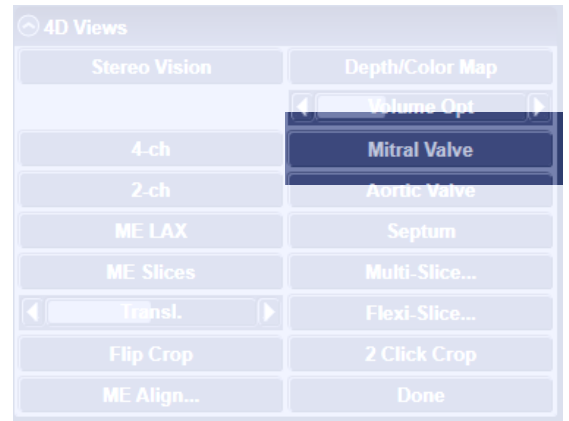 4D Views
Stereo Vision Depth/Color Map
Volume Opt
4-ch Mitral Valve
2-ch Aortic Valve
ME LAX Septum
ME Slices Multi-Slice...
Transl. Flexi-Slice...
Flip Crop 2 Click Crop
ME Align... Done